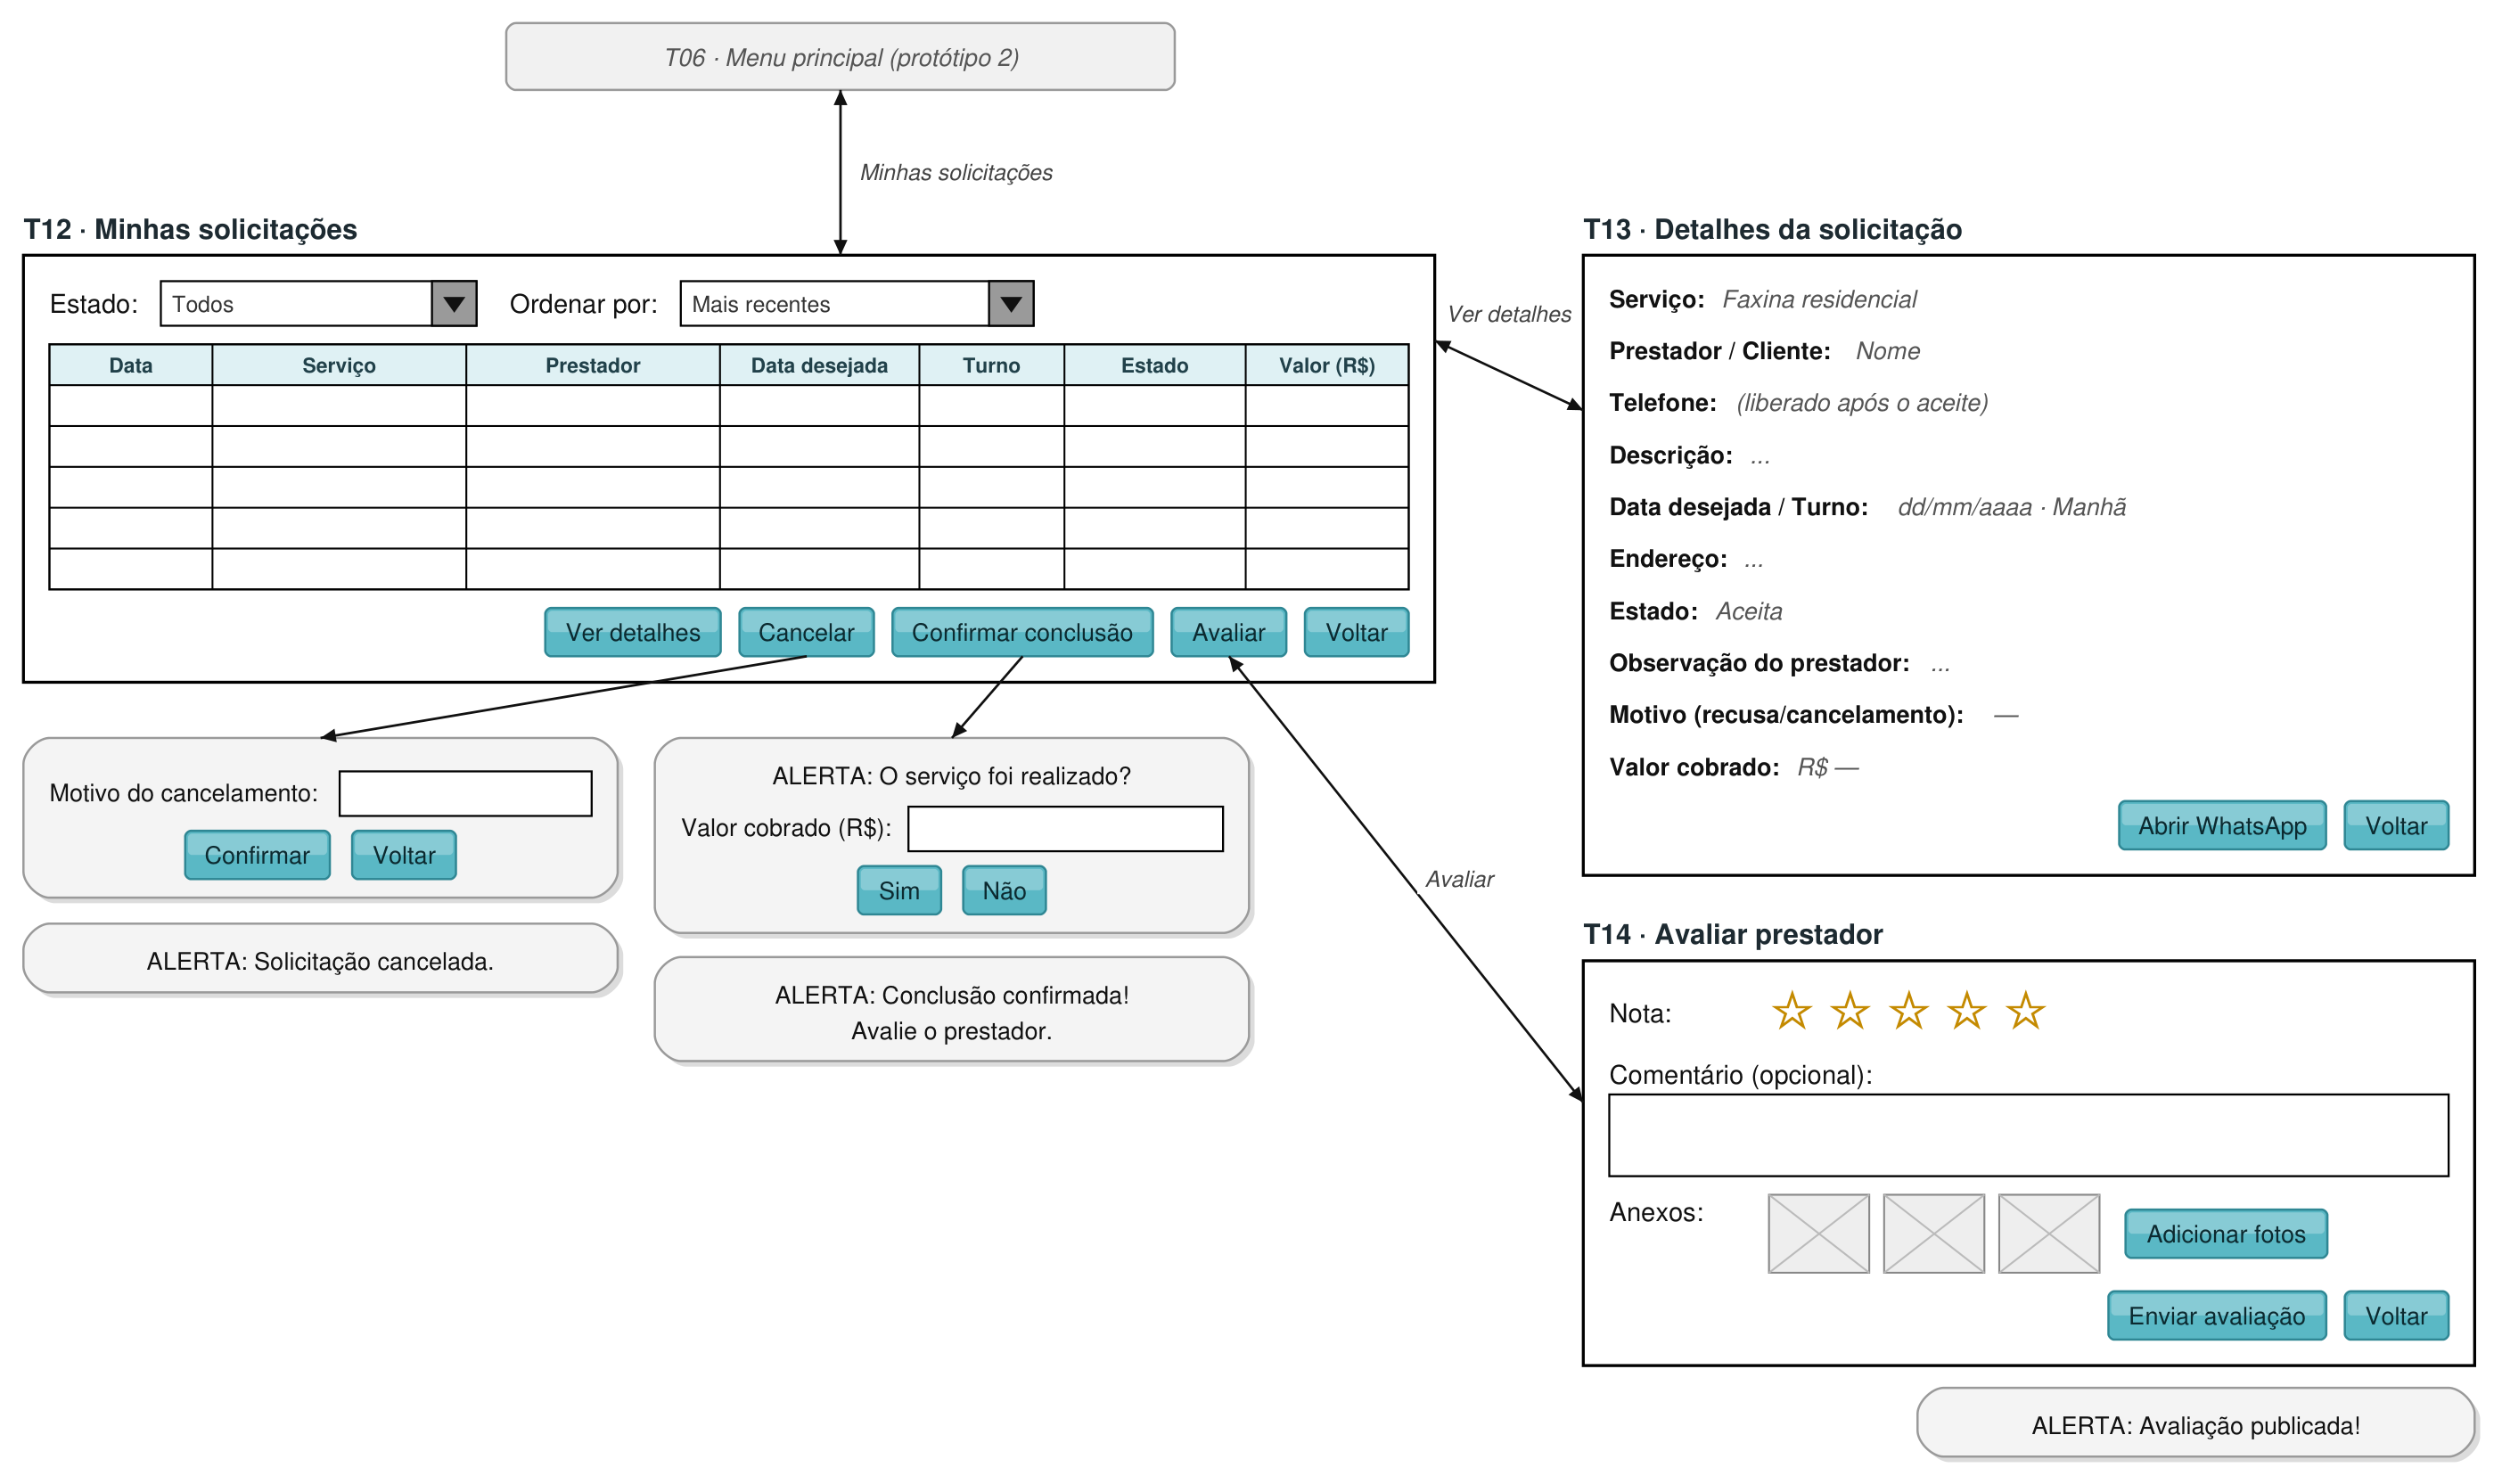 T06 · Menu principal (protótipo 2)
Minhas solicitações
T12 · Minhas solicitações
Estado: Todos Ordenar por: Mais recentes
Data Serviço Prestador Data desejada Turno Estado Valor (R$)
Ver detalhes Cancelar Confirmar conclusão Avaliar Voltar
Motivo do cancelamento:
Confirmar Voltar
ALERTA: Solicitação cancelada.
ALERTA: O serviço foi realizado?
Valor cobrado (R$):
Sim Não
ALERTA: Conclusão confirmada!
Avalie o prestador.
Ver detalhes
Avaliar
T13 · Detalhes da solicitação
Serviço: Faxina residencial
Prestador / Cliente: Nome
Telefone: (liberado após o aceite)
Descrição: ...
Data desejada / Turno: dd/mm/aaaa · Manhã
Endereço: ...
Estado: Aceita
Observação do prestador: ...
Motivo (recusa/cancelamento): —
Valor cobrado: R$ —
Abrir WhatsApp Voltar
T14 · Avaliar prestador
Nota: ☆ ☆ ☆ ☆ ☆
Comentário (opcional):
Anexos: Adicionar fotos
Enviar avaliação Voltar
ALERTA: Avaliação publicada!